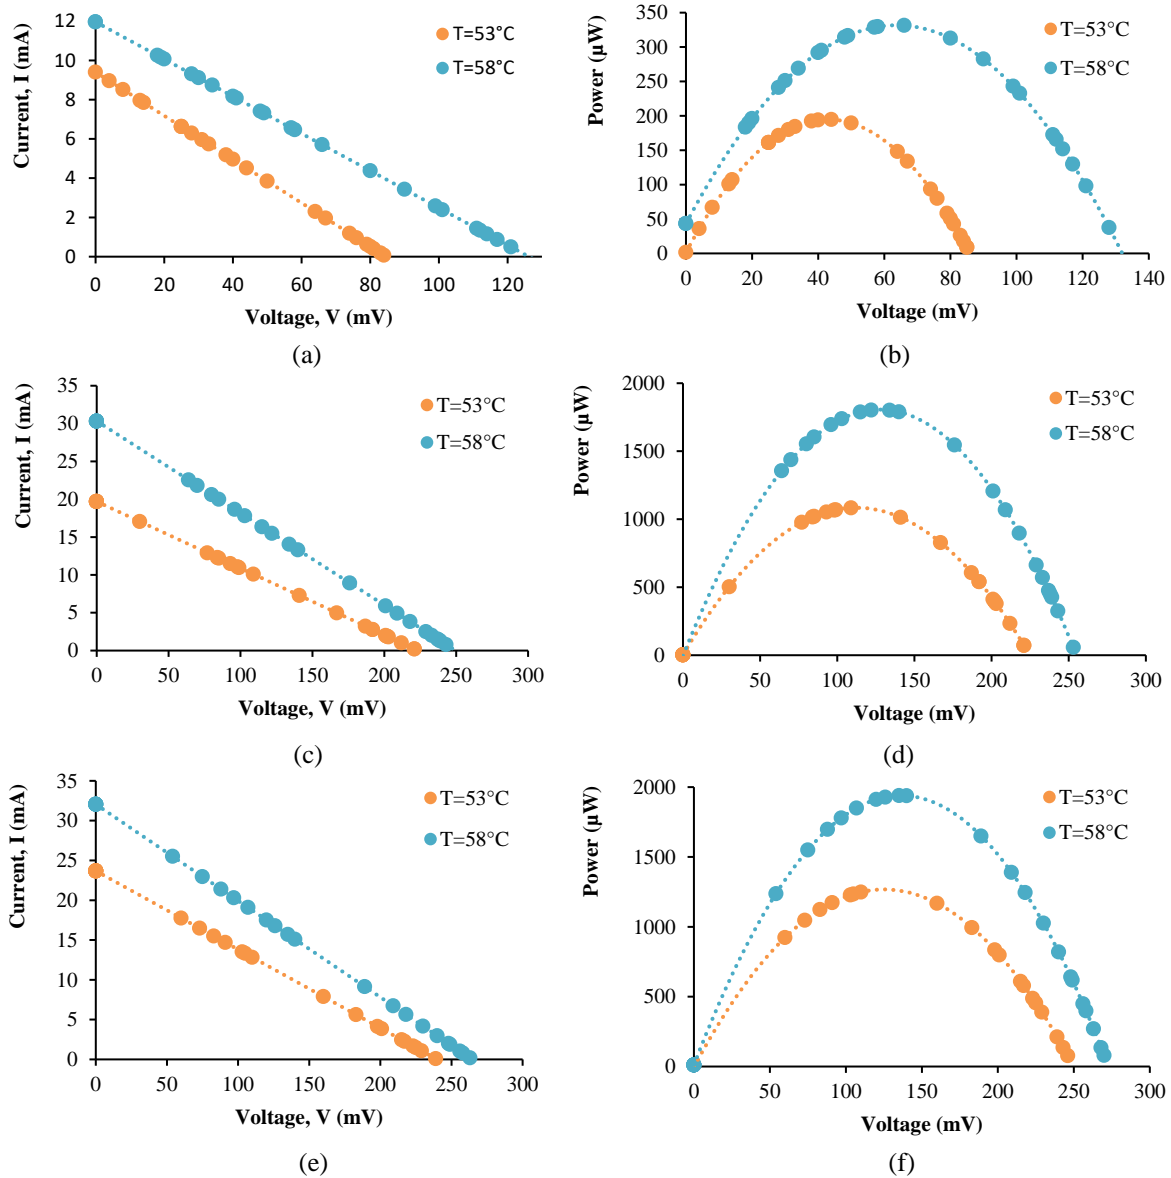 12
10
8
6
4
2
0
0 20 40 60 80 100 120
Current, I (mA)
Voltage, V (mV)
T=53°C
T=58°C
(a)
350
300
250
200
150
100
50
0
0 20 40 60 80 100 120 140
Power (µW)
Voltage (mV)
T=53°C
T=58°C
(b)
35
30
25
20
15
10
5
0
0 50 100 150 200 250 300
Current, I (mA)
Voltage, V (mV)
T=53°C
T=58°C
(c)
2000
1500
1000
500
0
0 50 100 150 200 250 300
Power (µW)
Voltage (mV)
T=53°C
T=58°C
(d)
35
30
25
20
15
10
5
0
0 50 100 150 200 250 300
Current, I (mA)
Voltage, V (mV)
T=53°C
T=58°C
(e)
2000
1500
1000
500
0
0 50 100 150 200 250 300
Power (µW)
Voltage (mV)
T=53°C
T=58°C
(f)